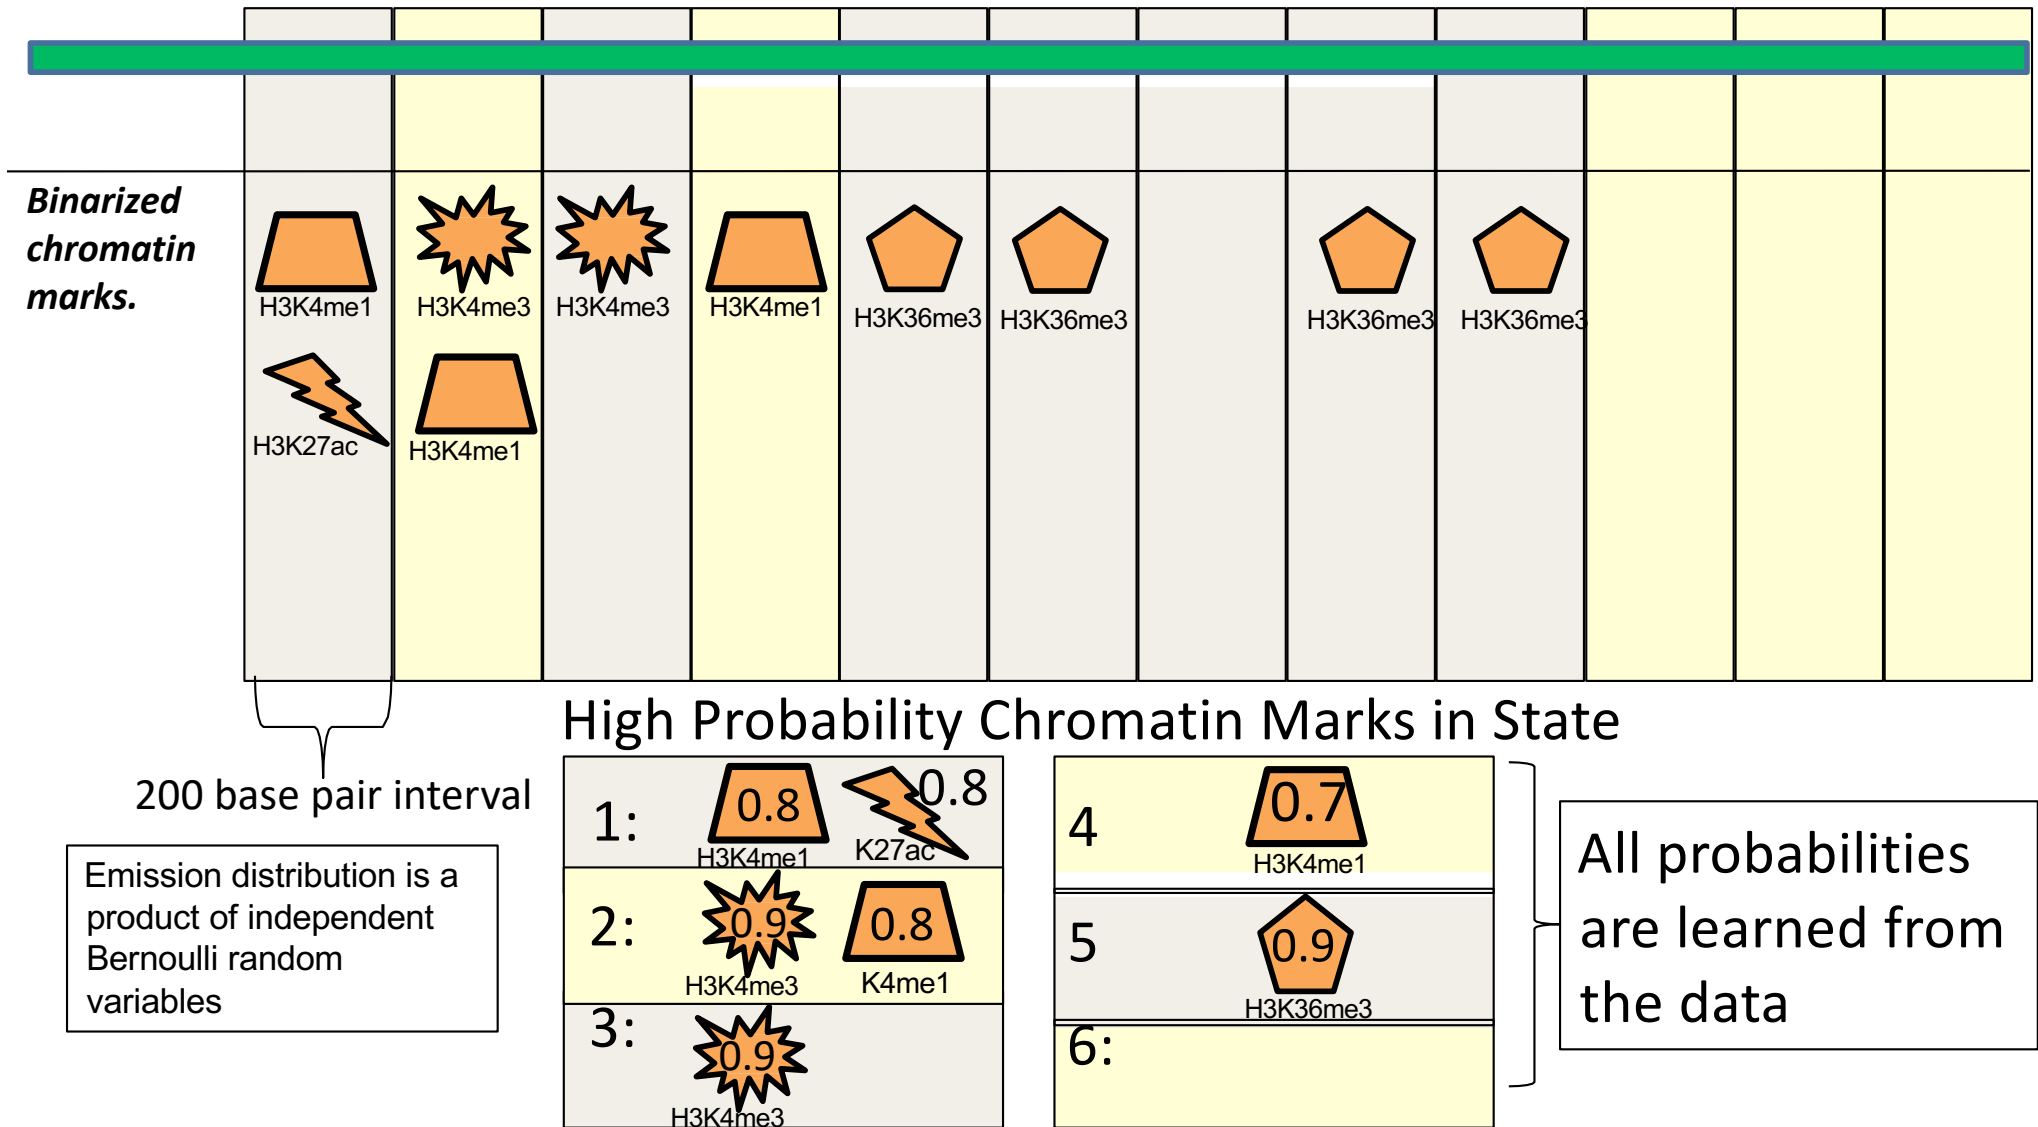 Binarized
chromatin
marks.
H3K4me1
H3K4me3
H3K4me3
H3K4me1
H3K36me3
H3K36me3
H3K36me3
H3K36me3
H3K27ac
H3K4me1
200 base pair interval
Emission distribution is a
product of independent
Bernoulli random
variables
High Probability Chromatin Marks in State
1:
0.8
H3K4me1
0.8
K27ac
2:
0.9
H3K4me3
0.8
K4me1
3:
0.9
H3K4me3
4
0.7
H3K4me1
5
0.9
H3K36me3
6:
All probabilities
are learned from
the data